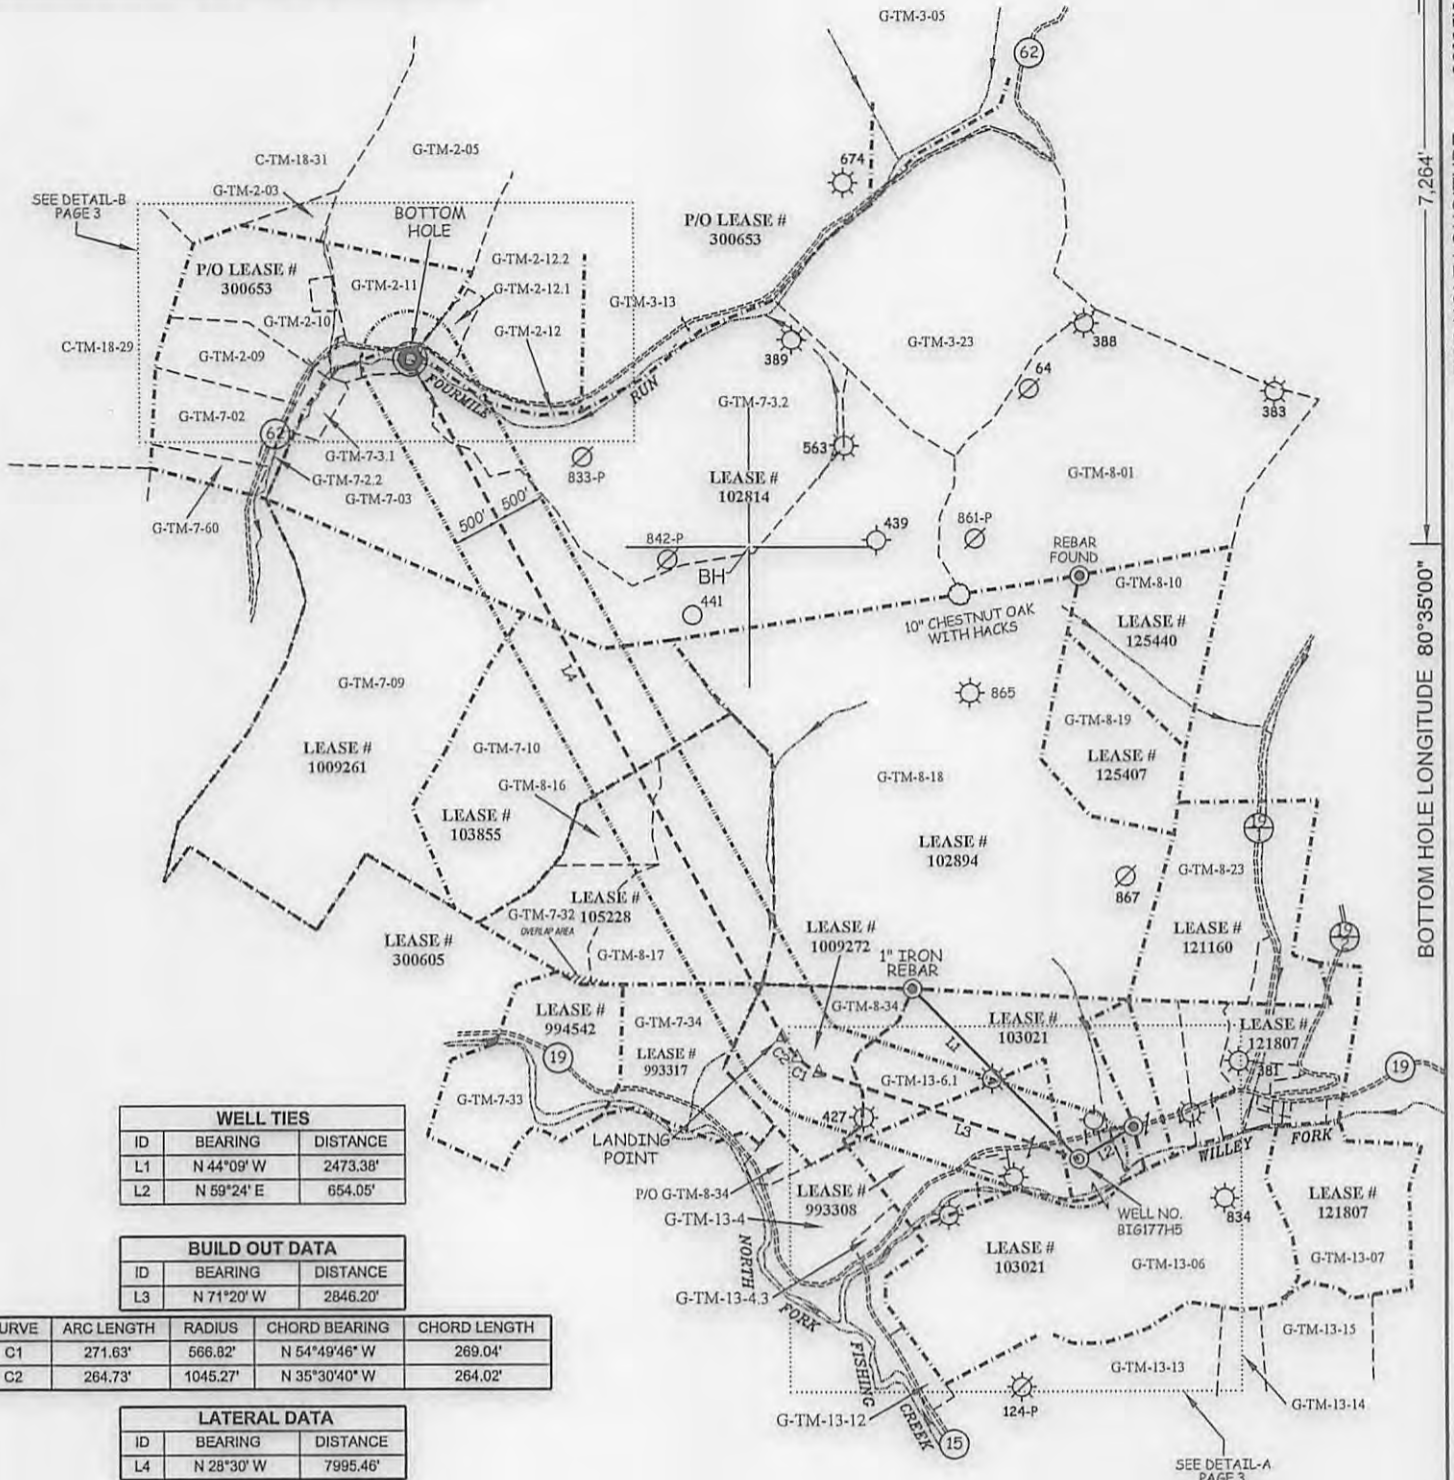 G-TM-3-05
62
C-TM-18-31
G-TM-2-05
G-TM-2-03
SEE DETAIL-B
PAGE 3
BOTTOM
HOLE
674
7,264'
P/O LEASE #
300653
P/O LEASE #
300653
G-TM-2-12.2
G-TM-2-11
G-TM-2-12.1
G-TM-3-13
G-TM-2-10
G-TM-2-12
C-TM-18-29
G-TM-2-09
389
G-TM-3-23
388
FOURMILE
RUN
64
383
G-TM-7-02
62
G-TM-7-3.2
G-TM-7-3.1
563
G-TM-7-2.2
G-TM-7-03
833-P
LEASE #
102814
G-TM-8-01
G-TM-7-60
500'
500'
842-P
439
861-P
REBAR
FOUND
BH
G-TM-8-10
441
10" CHESTNUT OAK
WITH HACKS
LEASE #
125440
BOTTOM HOLE LONGITUDE 80°35'00"
L4
G-TM-7-09
865
G-TM-8-19
LEASE #
1009261
G-TM-7-10
LEASE #
125407
G-TM-8-16
G-TM-8-18
LEASE #
103855
LEASE #
102894
19
867
G-TM-8-23
LEASE #
105228
G-TM-7-32
OVERLAP AREA
LEASE #
1009272
LEASE #
121160
19
2
LEASE #
300605
G-TM-8-17
1" IRON
REBAR
LEASE #
994542
G-TM-7-34
G-TM-8-34
LEASE #
103021
LEASE #
121807
19
LEASE #
993317
L1
C2
C1
381
19
G-TM-7-33
G-TM-13-6.1
427
L3
LANDING
POINT
L2
WILLEY
FORK
P/O G-TM-8-34
LEASE #
993308
WELL NO.
BIG177H5
834
LEASE #
121807
G-TM-13-4
NORTH
LEASE #
103021
G-TM-13-06
G-TM-13-07
G-TM-13-4.3
FORK
G-TM-13-15
FISHING
G-TM-13-13
124-P
G-TM-13-14
G-TM-13-12
CREEK
15
SEE DETAIL-A
PAGE 3
WELL TIES
ID BEARING DISTANCE
L1 N 44°09' W 2473.38'
L2 N 59°24' E 654.05'
BUILD OUT DATA
ID BEARING DISTANCE
L3 N 71°20' W 2846.20'
URVE ARC LENGTH RADIUS CHORD BEARING CHORD LENGTH
C1 271.63' 566.82' N 54°49'46" W 269.04'
C2 264.73' 1045.27' N 35°30'40" W 264.02'
LATERAL DATA
ID BEARING DISTANCE
L4 N 28°30' W 7995.46'